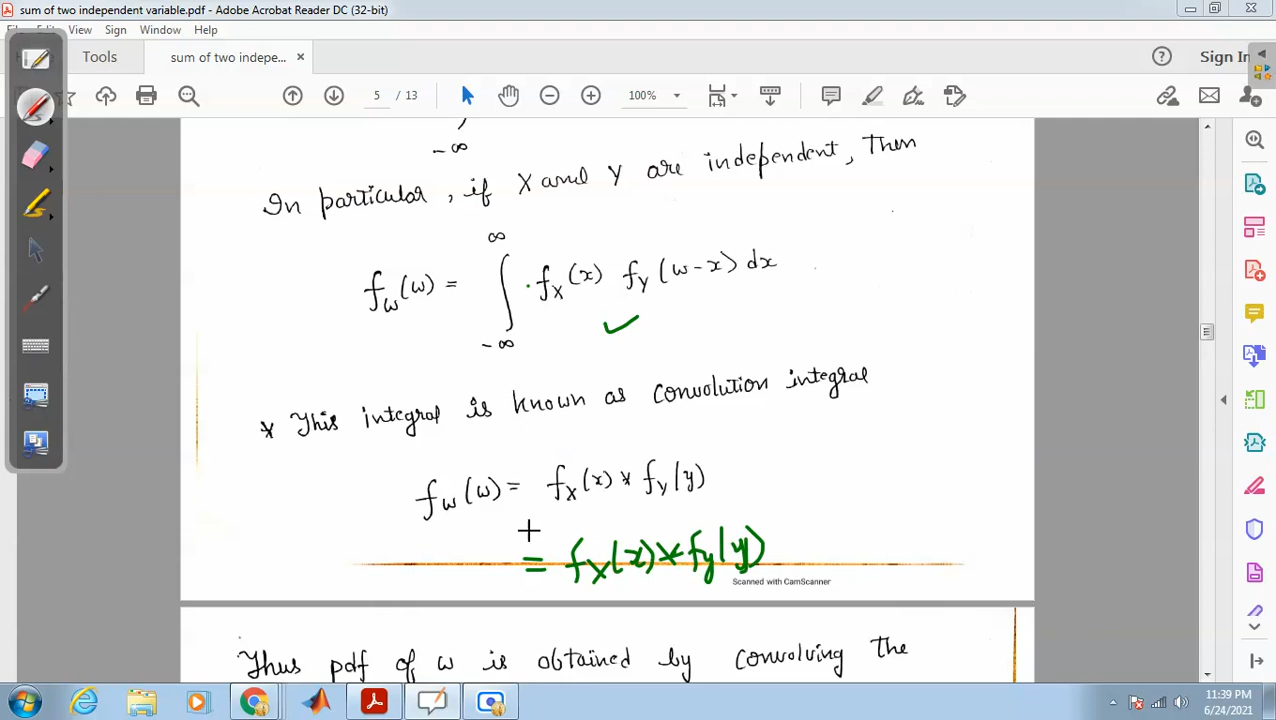 sum of two independent variable.pdf - Adobe Acrobat Reader DC (32-bit)
View Sign Window Help
Tools sum of two indepe... × Sign In
5 / 13 100%
-∞
In particular, if X and Y are independent, Then
∞
f_W(w) = ∫ f_X(x) f_Y(w-x) dx
-∞
* This integral is known as convolution integral
f_W(w) = f_X(x) * f_Y(y)
= f_X(x) * f_y(y)
Scanned with CamScanner
Thus pdf of w is obtained by convolving the
11:39 PM
6/24/2021